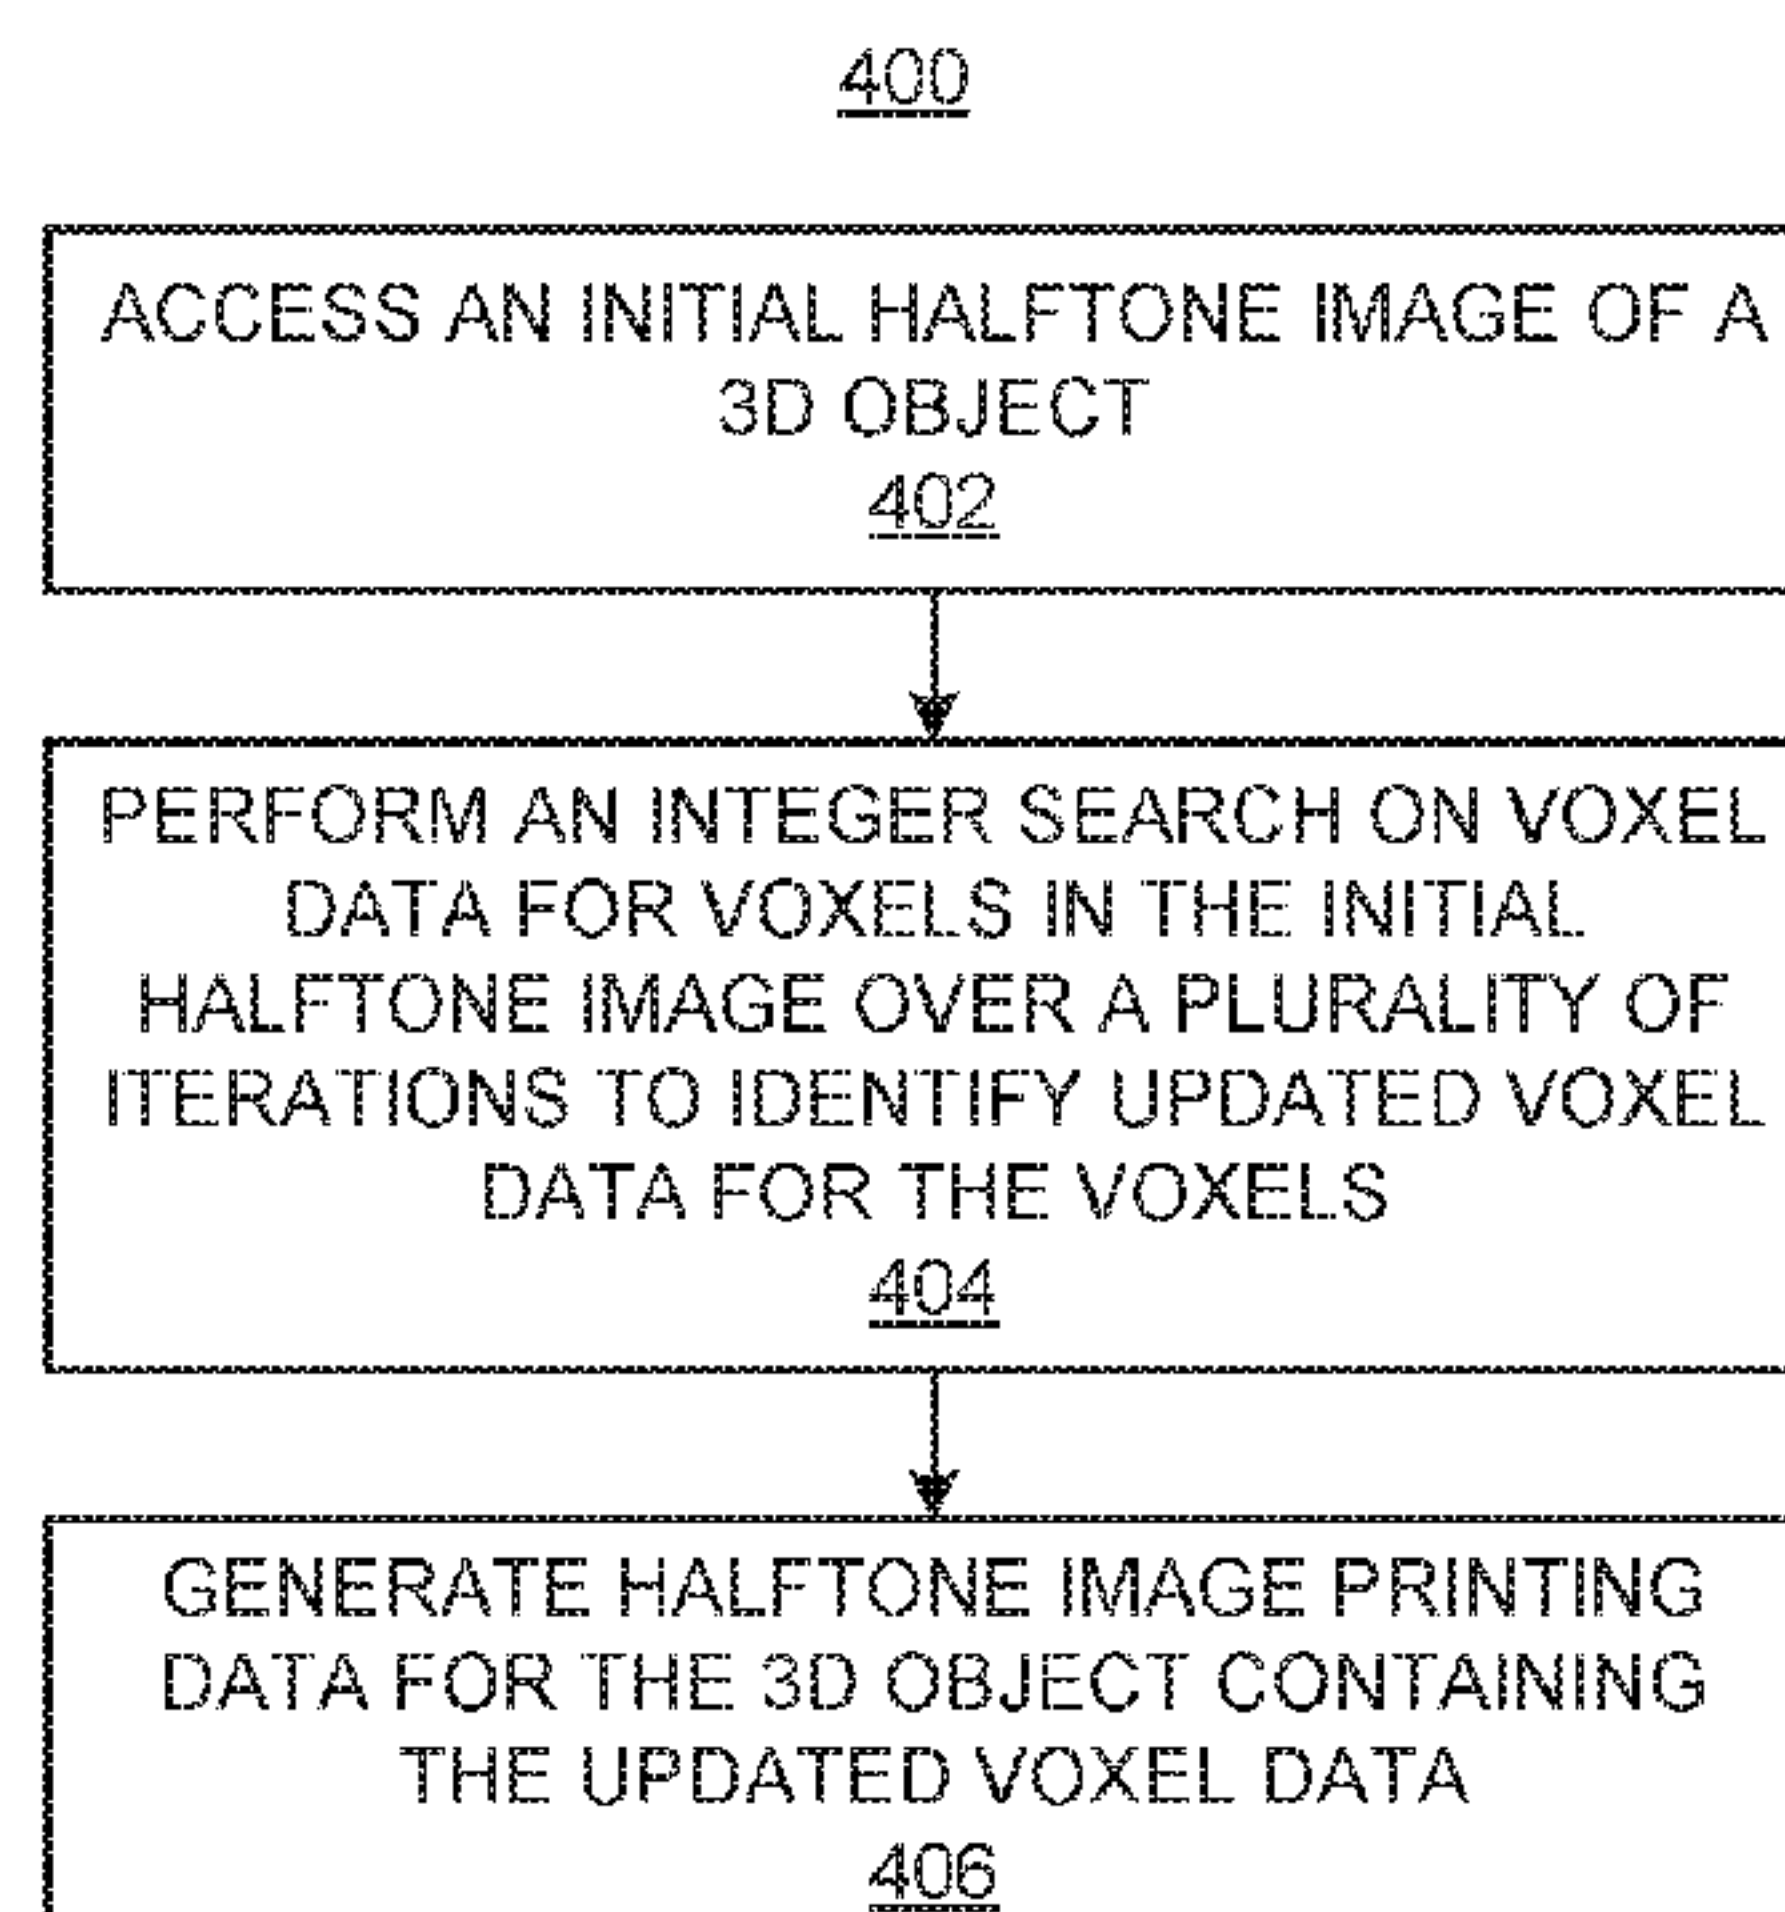 400
ACCESS AN INITIAL HALFTONE IMAGE OF A
3D OBJECT
402
PERFORM AN INTEGER SEARCH ON VOXEL
DATA FOR VOXELS IN THE INITIAL
HALFTONE IMAGE OVER A PLURALITY OF
ITERATIONS TO IDENTIFY UPDATED VOXEL
DATA FOR THE VOXELS
404
GENERATE HALFTONE IMAGE PRINTING
DATA FOR THE 3D OBJECT CONTAINING
THE UPDATED VOXEL DATA
406